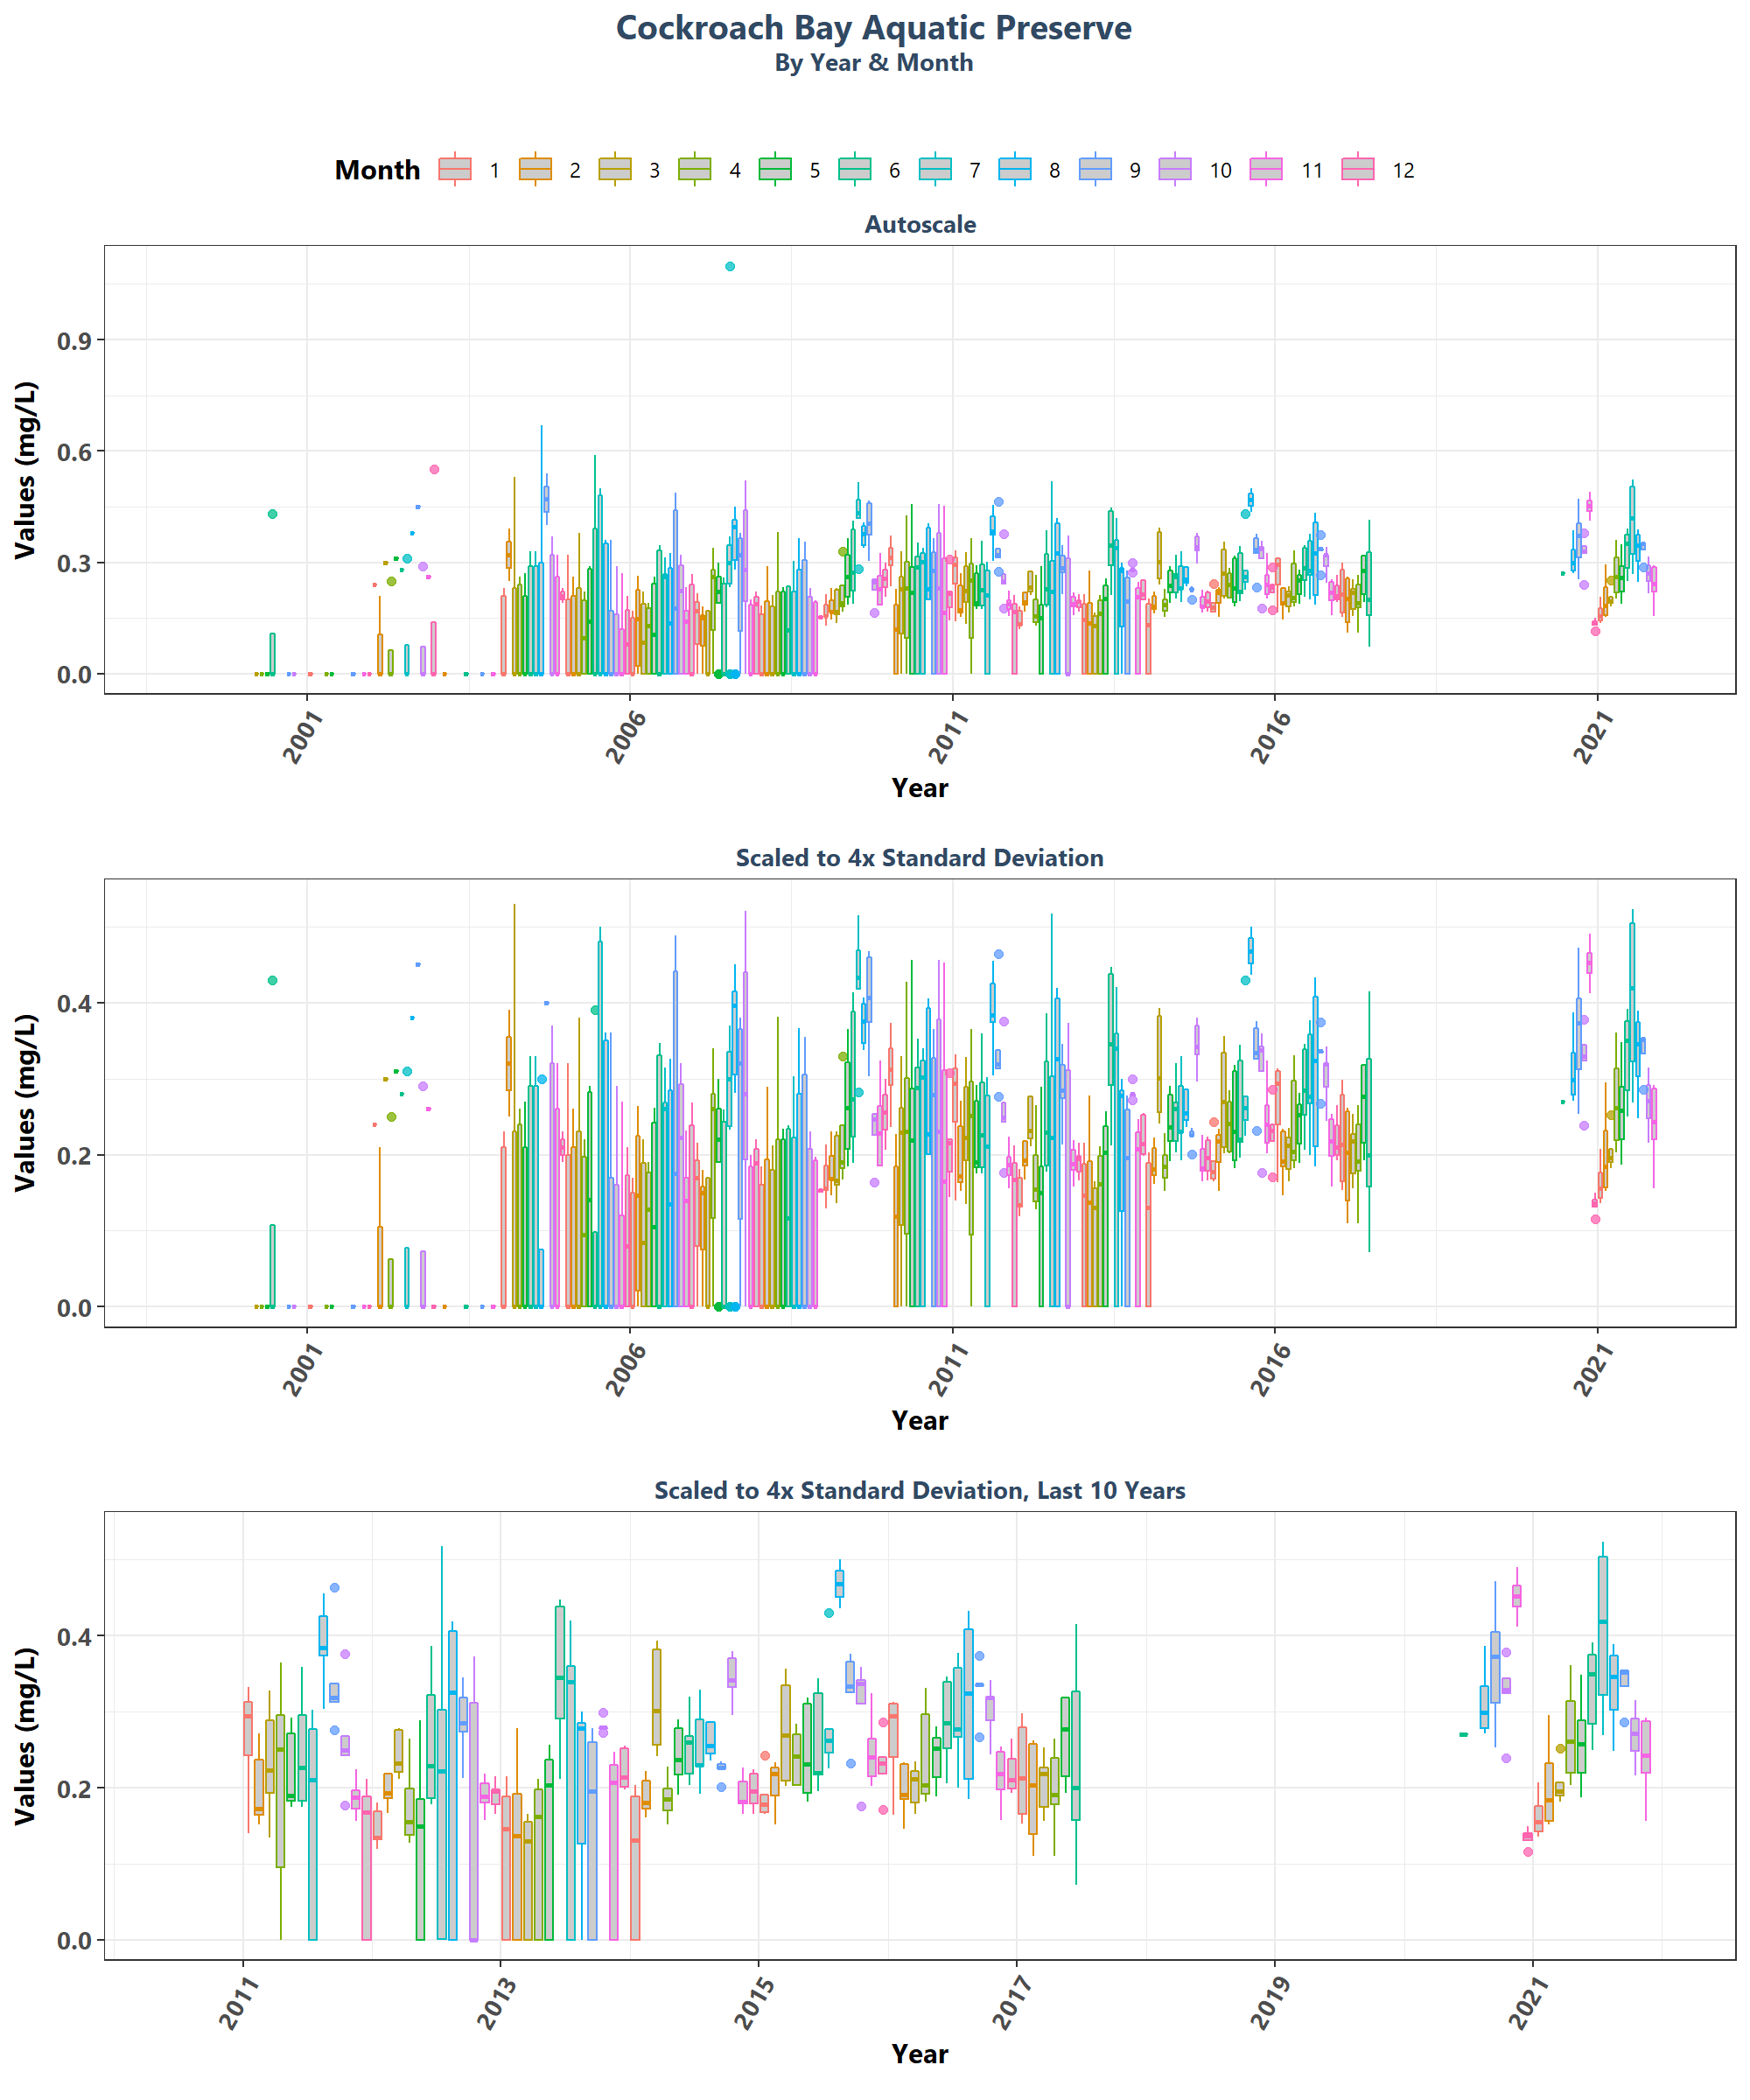 Cockroach Bay Aquatic Preserve
By Year & Month
Month 1 2 3 4 5 6 7 8 9 10 11 12
Autoscale
Values (mg/L)
0.9
0.6
0.3
0.0
2001 2006 2011 2016 2021
Year
Scaled to 4x Standard Deviation
Values (mg/L)
0.4
0.2
0.0
2001 2006 2011 2016 2021
Year
Scaled to 4x Standard Deviation, Last 10 Years
Values (mg/L)
0.4
0.2
0.0
2011 2013 2015 2017 2019 2021
Year